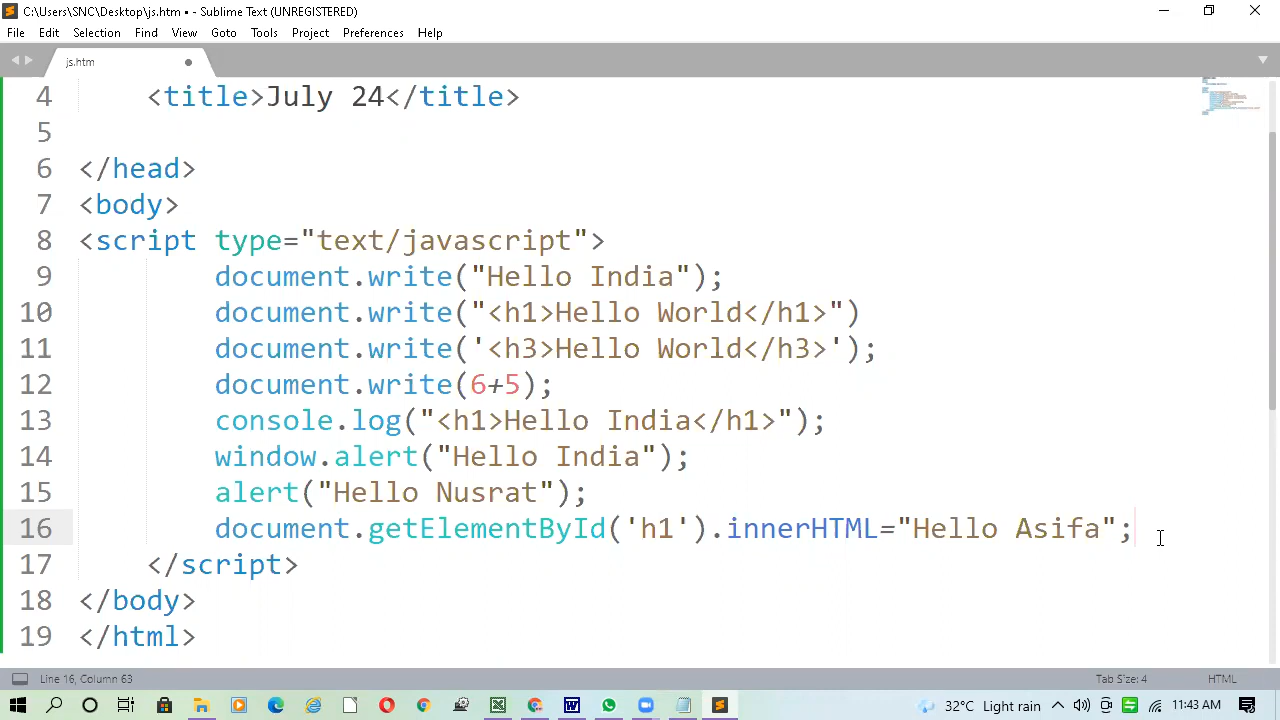 C:\Users\SNC\Desktop\js.htm • - Sublime Text (UNREGISTERED)
File Edit Selection Find View Goto Tools Project Preferences Help
js.htm
4 <title>July 24</title>
5
6 </head>
7 <body>
8 <script type="text/javascript">
9 document.write("Hello India");
10 document.write("<h1>Hello World</h1>")
11 document.write('<h3>Hello World</h3>');
12 document.write(6+5);
13 console.log("<h1>Hello India</h1>");
14 window.alert("Hello India");
15 alert("Hello Nusrat");
16 document.getElementById('h1').innerHTML="Hello Asifa";
17 </script>
18 </body>
19 </html>
Line 16, Column 63 Tab Size: 4 HTML
32°C Light rain 11:43 AM